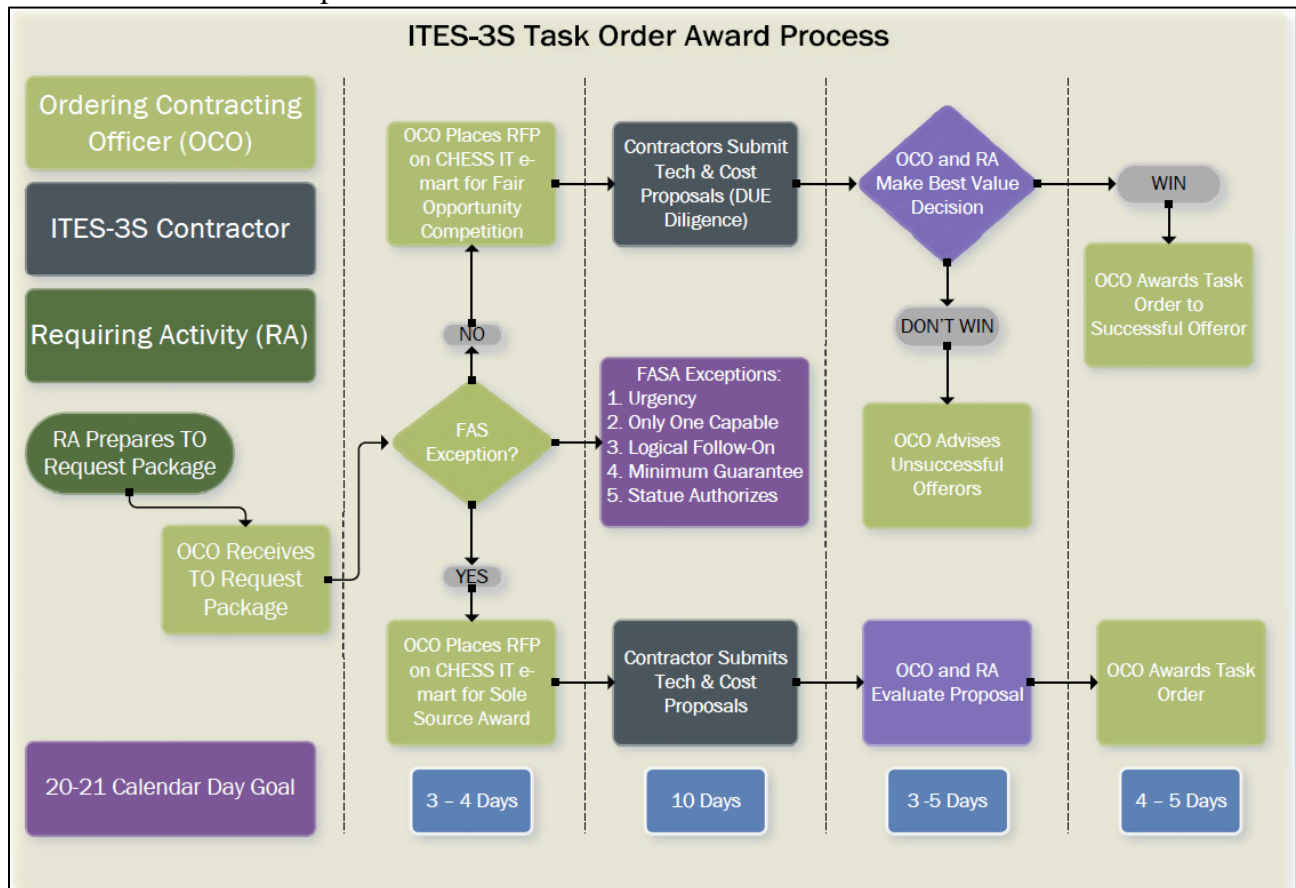 ITES-3S Task Order Award Process
Ordering Contracting
Officer (OCO)
ITES-3S Contractor
Requiring Activity (RA)
RA Prepares TO
Request Package
OCO Receives
TO Request
Package
20-21 Calendar Day Goal
OCO Places RFP
on CHESS IT e-
mart for Fair
Opportunity
Competition
NO
FAS
Exception?
YES
OCO Places RFP
on CHESS IT e-
mart for Sole
Source Award
3 – 4 Days
Contractors Submit
Tech & Cost
Proposals (DUE
Diligence)
FASA Exceptions:
1. Urgency
2. Only One Capable
3. Logical Follow-On
4. Minimum Guarantee
5. Statue Authorizes
Contractor Submits
Tech & Cost
Proposals
10 Days
OCO and RA
Make Best Value
Decision
DON'T WIN
OCO Advises
Unsuccessful
Offerors
OCO and RA
Evaluate Proposal
3 -5 Days
WIN
OCO Awards Task
Order to
Successful Offeror
OCO Awards Task
Order
4 – 5 Days